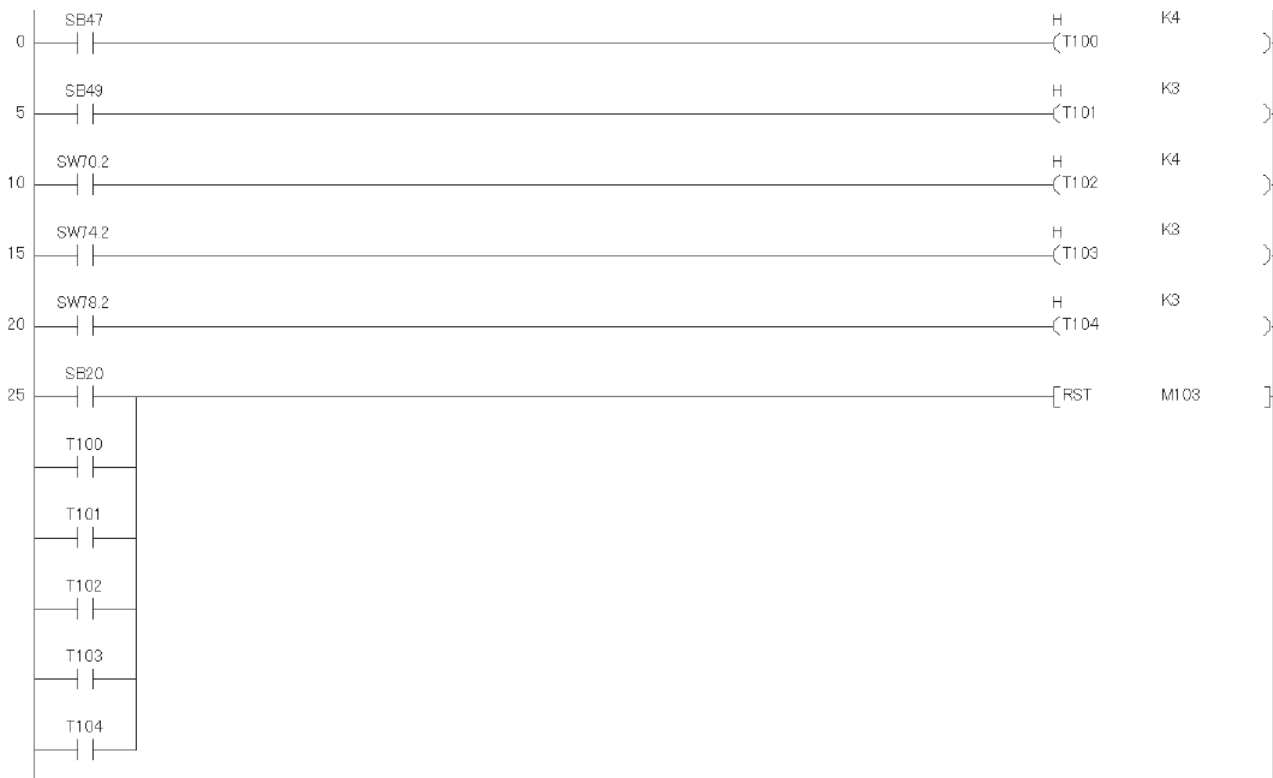 SB47 H K4
0 T100
SB49 H K3
5 T101
SW70.2 H K4
10 T102
SW74.2 H K3
15 T103
SW78.2 H K3
20 T104
SB20
25 RST M103
T100
T101
T102
T103
T104